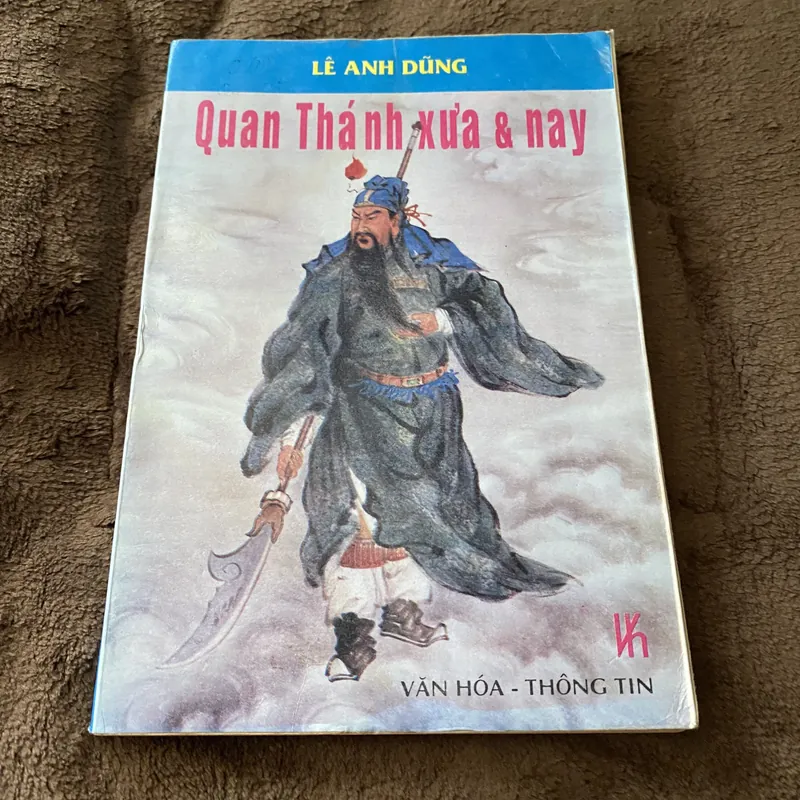 LÊ ANH DŨNG
Quan Thánh xưa & nay
VĂN HÓA - THÔNG TIN